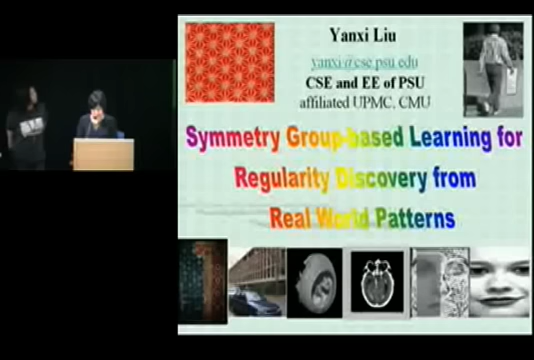 Yanxi Liu
yanxi@cse.psu.edu
CSE and EE of PSU
affiliated UPMC, CMU
Symmetry Group-based Learning for
Regularity Discovery from
Real World Patterns